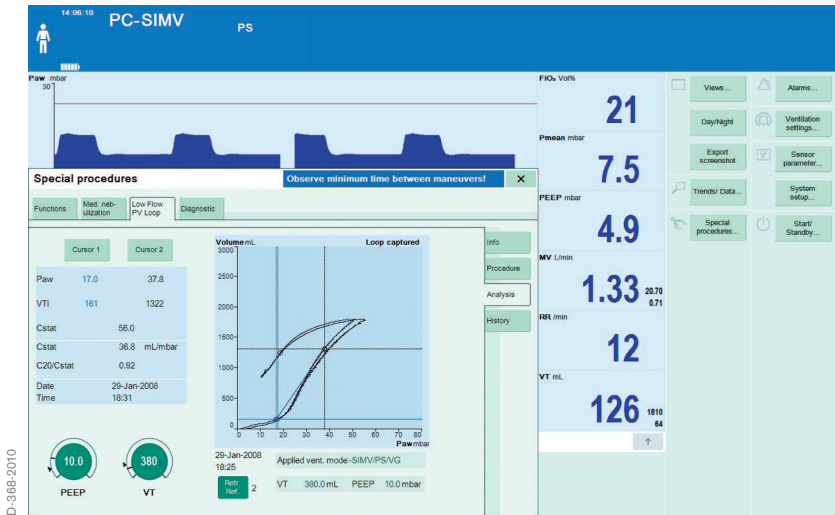 14:06:10
PC-SIMV
PS
Paw mbar
30
Special procedures
Observe minimum time between maneuvers!
×
Functions
Med. neb-
ulization
Low Flow
PV Loop
Diagnostic
Cursor 1
Cursor 2
Paw 17.0 37.8
VTi 161 1322
Cstat 56.0
Cstat 36.8 mL/mbar
C20/Cstat 0.92
Date 29-Jan-2008
Time 18:31
10.0
PEEP
380
VT
Volume mL
Loop captured
3000
2500
2000
1500
1000
500
0
0 10 20 30 40 50 60 70 80
Paw mbar
29-Jan-2008
18:25
Applied vent. mode:-SIMV/PS/VG
Retr.
Ref.
2
VT 380.0 mL PEEP 10.0 mbar
Info
Procedure
Analysis
History
FiO₂ Vol%
21
Pmean mbar
7.5
PEEP mbar
4.9
MV L/min
1.33
20.70
0.71
RR /min
12
VT mL
126
1810
64
Views...
Alarms...
Day/Night
Ventilation
settings...
Export
screenshot
Sensor
parameter...
Trends/ Data...
System
setup...
Special
procedures...
Start/
Standby...
D-368-2010